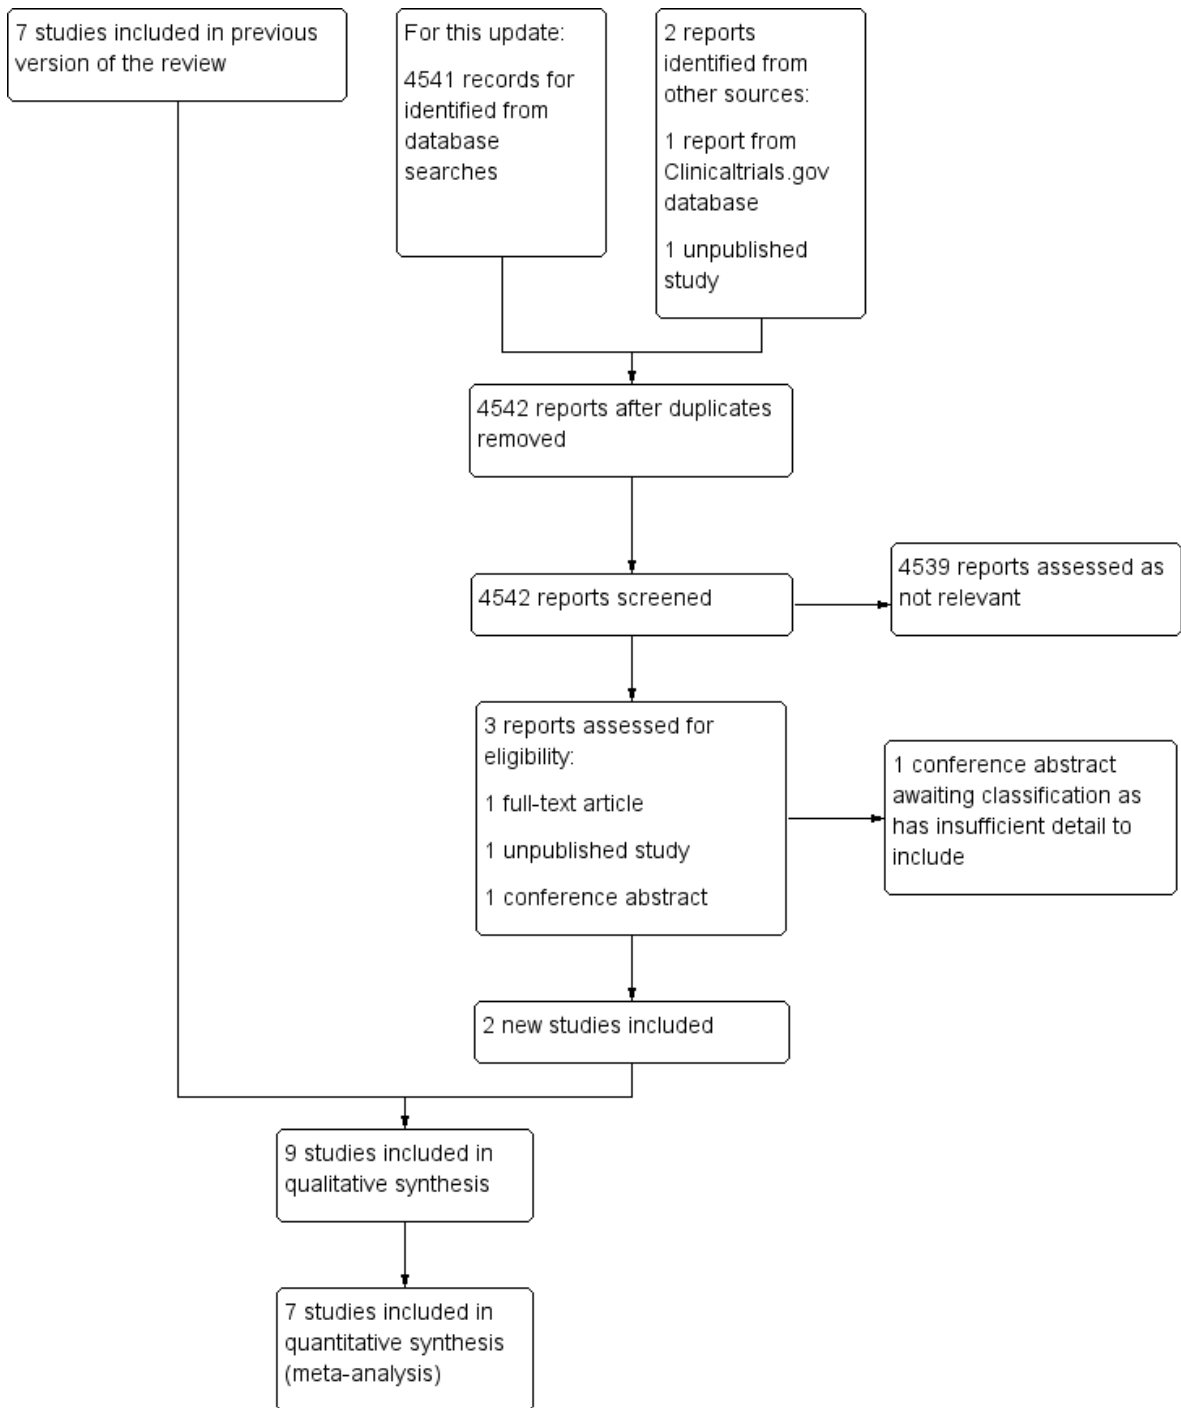 7 studies included in previous
version of the review
For this update:
4541 records for
identified from
database
searches
2 reports
identified from
other sources:
1 report from
Clinicaltrials.gov
database
1 unpublished
study
4542 reports after duplicates
removed
4542 reports screened
4539 reports assessed as
not relevant
3 reports assessed for
eligibility:
1 full-text article
1 unpublished study
1 conference abstract
1 conference abstract
awaiting classification as
has insufficient detail to
include
2 new studies included
9 studies included in
qualitative synthesis
7 studies included in
quantitative synthesis
(meta-analysis)